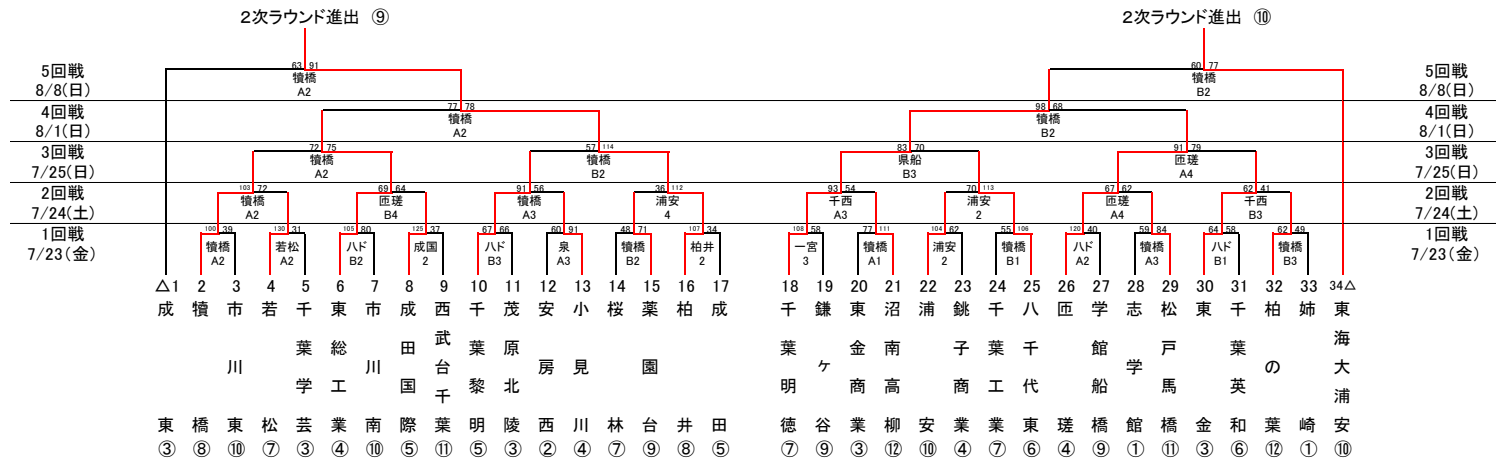 2次ラウンド進出 ⑨ 2次ラウンド進出 ⑩
5回戦 63 91 60 77 5回戦
8/8(日) 犢橋 A2 犢橋 B2 8/8(日)
4回戦 77 78 98 68 4回戦
8/1(日) 犢橋 A2 犢橋 B2 8/1(日)
3回戦 72 75 57 114 83 70 91 79 3回戦
7/25(日) 犢橋 A2 犢橋 B2 県船 B3 匝瑳 A4 7/25(日)
2回戦 103 72 69 64 91 56 36 112 93 54 70 113 67 62 62 41 2回戦
7/24(土) 犢橋 A2 匝瑳 B4 犢橋 A3 浦安 4 千西 A3 浦安 2 匝瑳 A4 千西 B3 7/24(土)
1回戦 100 39 130 31 105 80 125 37 67 66 60 91 48 71 107 34 108 58 77 111 104 62 55 106 120 40 59 84 64 58 62 49 1回戦
7/23(金) 犢橋 A2 若松 A2 ハド B2 成国 2 ハド B3 泉 A3 犢橋 B2 柏井 2 一宮 3 犢橋 A1 浦安 2 犢橋 B1 ハド A2 犢橋 A3 ハド B1 犢橋 B3 7/23(金)
△1 成東③
2 犢橋⑧
3 市川東⑩
4 若松⑦
5 千葉学芸③
6 東総工業④
7 市川南⑩
8 成田国際⑤
9 西武台千葉⑪
10 千葉黎明⑤
11 茂原北陵③
12 安房西②
13 小見川④
14 桜林⑦
15 薬園台⑨
16 柏井⑧
17 成田⑤
18 千葉明徳⑦
19 鎌ヶ谷⑨
20 東金商業③
21 沼南高柳⑫
22 浦安⑩
23 銚子商業④
24 千葉工業⑦
25 八千代東⑥
26 匝瑳④
27 学館船橋⑨
28 志学館①
29 松戸馬橋⑪
30 東金③
31 千葉英和⑥
32 柏の葉⑫
33 姉崎①
34△ 東海大浦安⑩